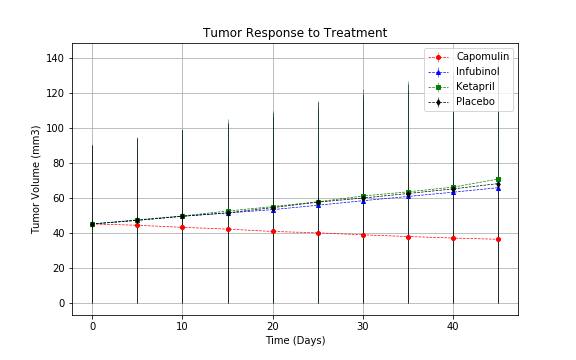 Tumor Response to Treatment
Capomulin
Infubinol
Ketapril
Placebo
Tumor Volume (mm3)
140
120
100
80
60
40
20
0
0
10
20
30
40
Time (Days)